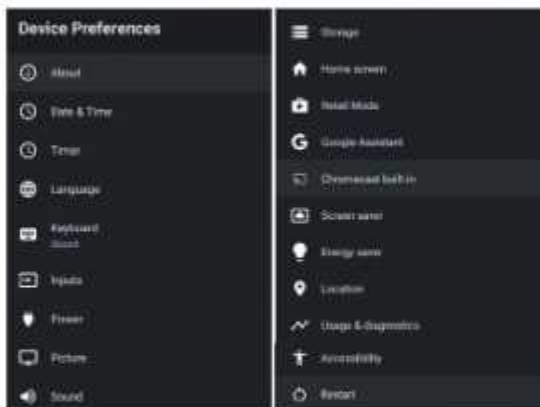 Device Preferences
About
Date & Time
Timer
Language
Keyboard
Inputs
Power
Picture
Sound
Storage
Home screen
Retail Mode
Google Assistant
Chromecast built-in
Screen saver
Energy saver
Location
Usage & diagnostics
Accessibility
Restart